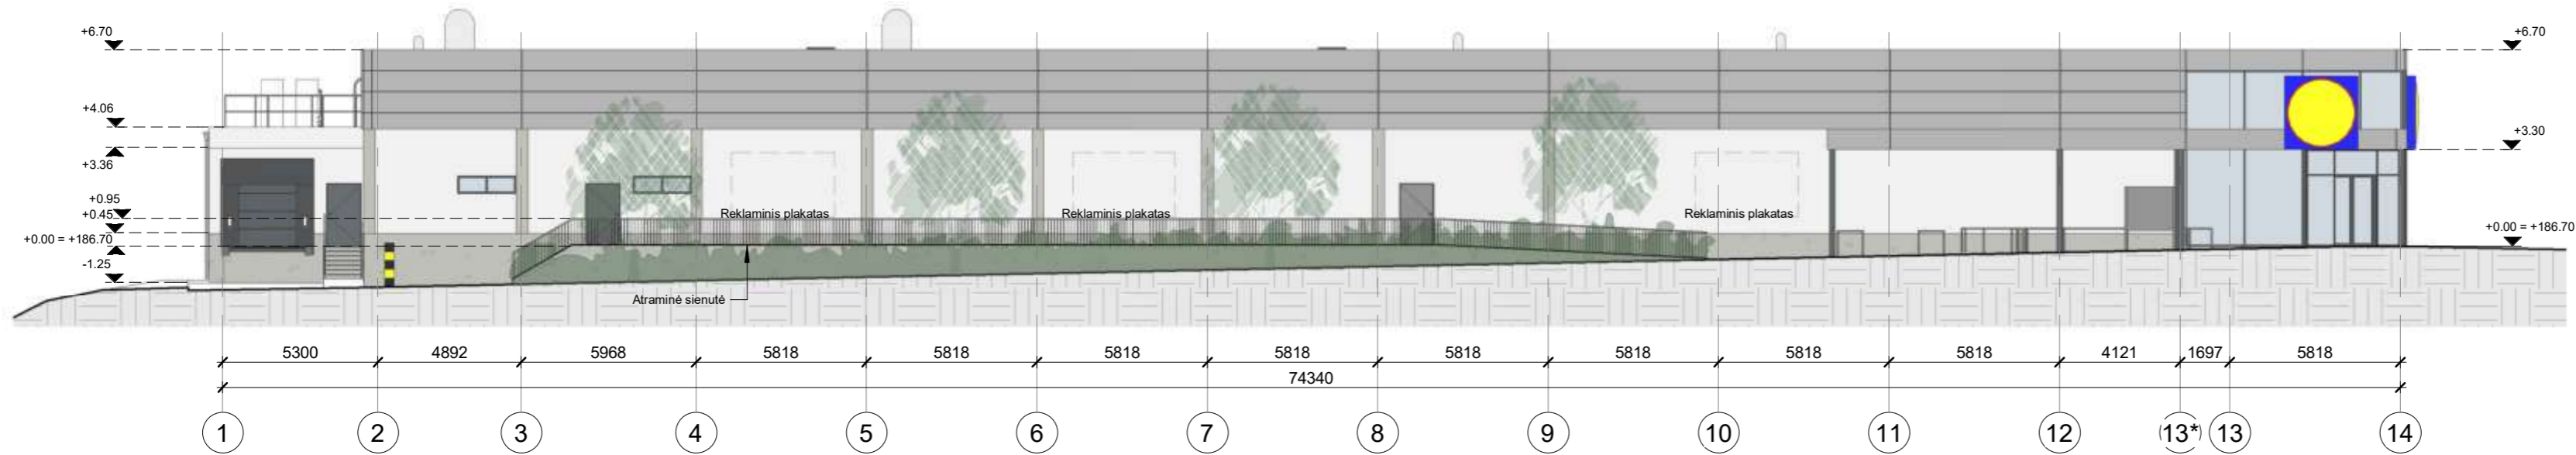 +6.70
+6.70
+4.06
+3.30
+3.36
+0.95
+0.45
Reklaminis plakatas
Reklaminis plakatas
Reklaminis plakatas
+0.00 = +186.70
+0.00 = +186.70
-1.25
Atraminė sienutė
5300 4892 5968 5818 5818 5818 5818 5818 5818 5818 5818 4121 1697 5818
74340
1 2 3 4 5 6 7 8 9 10 11 12 13* 13 14